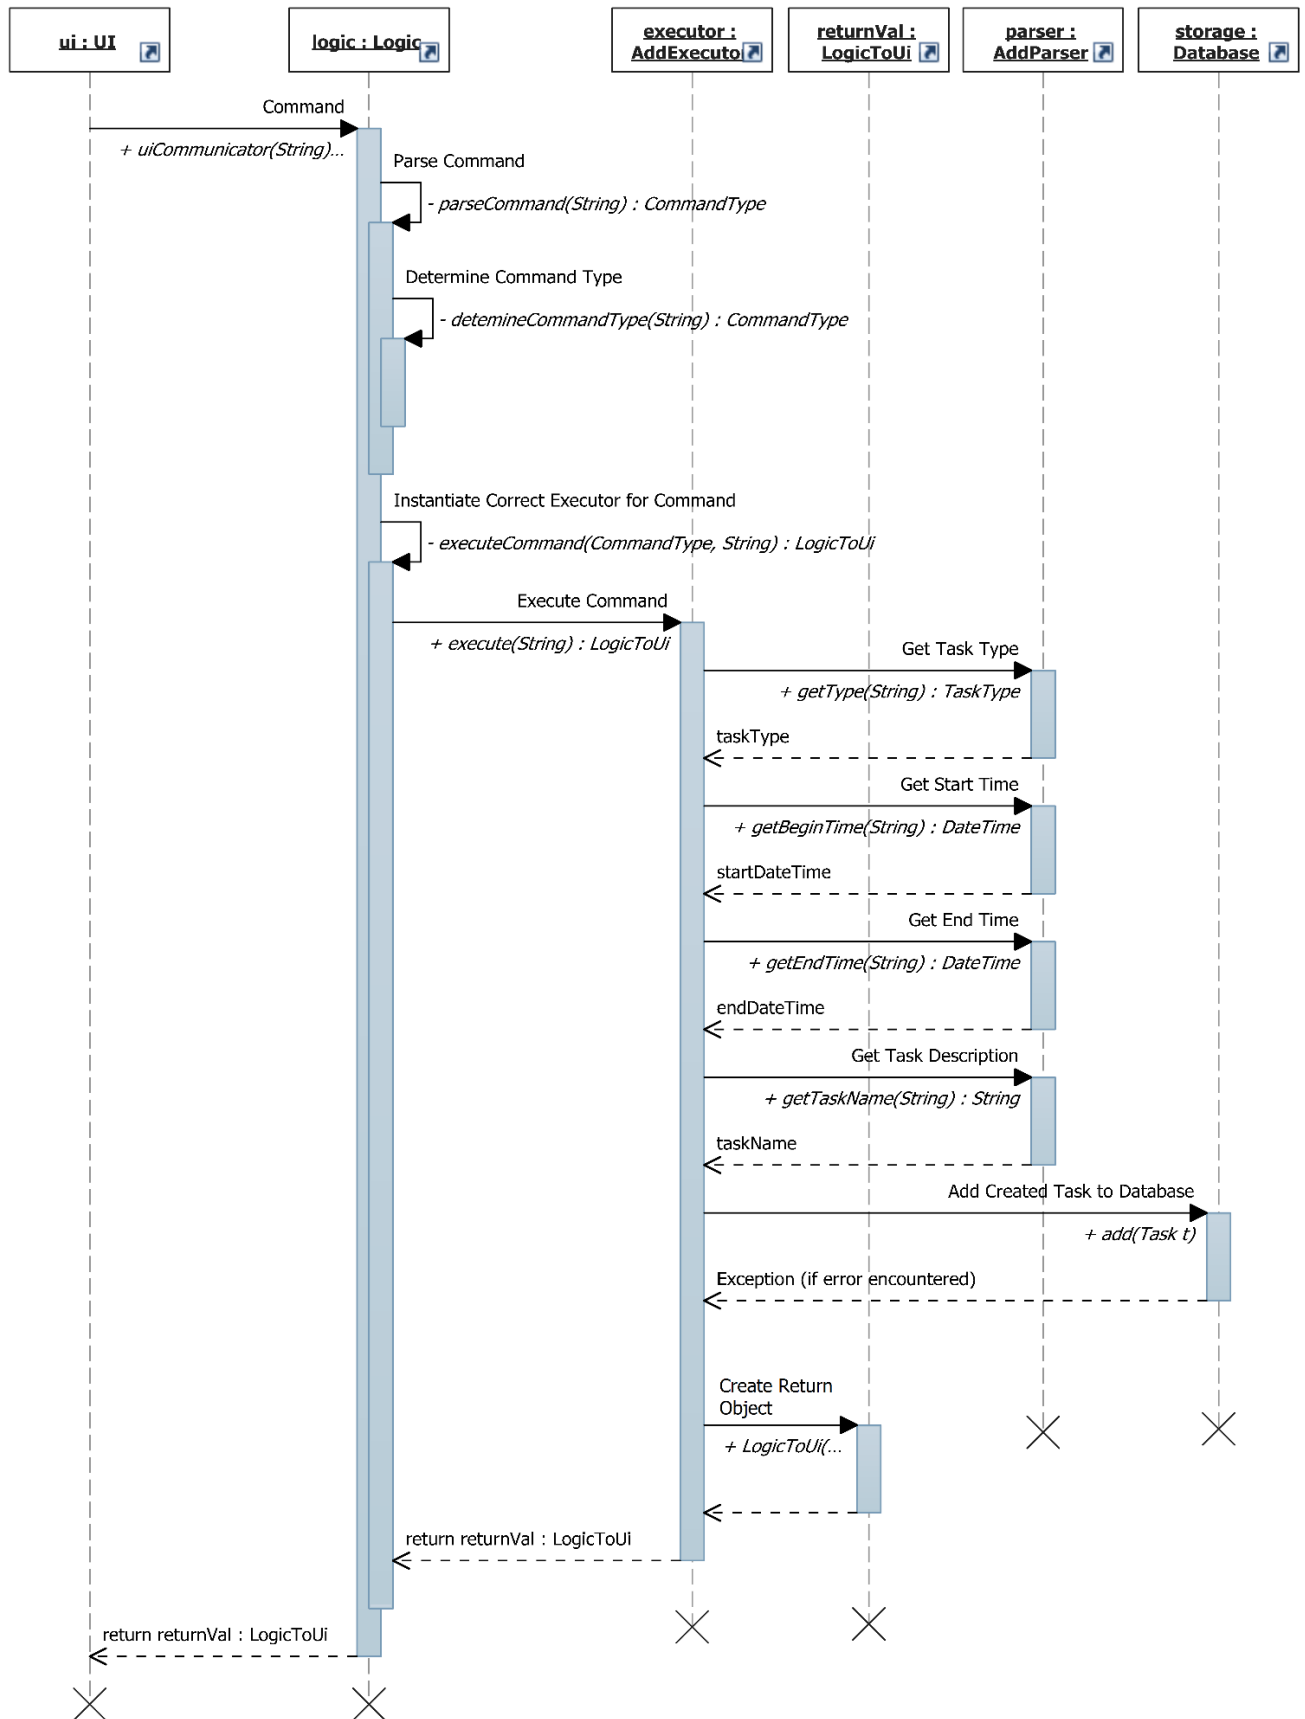 ui : UI
logic : Logic
executor :
AddExecutor
returnVal :
LogicToUi
parser :
AddParser
storage :
Database
Command
+ uiCommunicator(String)...
Parse Command
- parseCommand(String) : CommandType
Determine Command Type
- detemineCommandType(String) : CommandType
Instantiate Correct Executor for Command
- executeCommand(CommandType, String) : LogicToUi
Execute Command
+ execute(String) : LogicToUi
Get Task Type
+ getType(String) : TaskType
taskType
Get Start Time
+ getBeginTime(String) : DateTime
startDateTime
Get End Time
+ getEndTime(String) : DateTime
endDateTime
Get Task Description
+ getTaskName(String) : String
taskName
Add Created Task to Database
+ add(Task t)
Exception (if error encountered)
Create Return
Object
+ LogicToUi(...
return returnVal : LogicToUi
return returnVal : LogicToUi